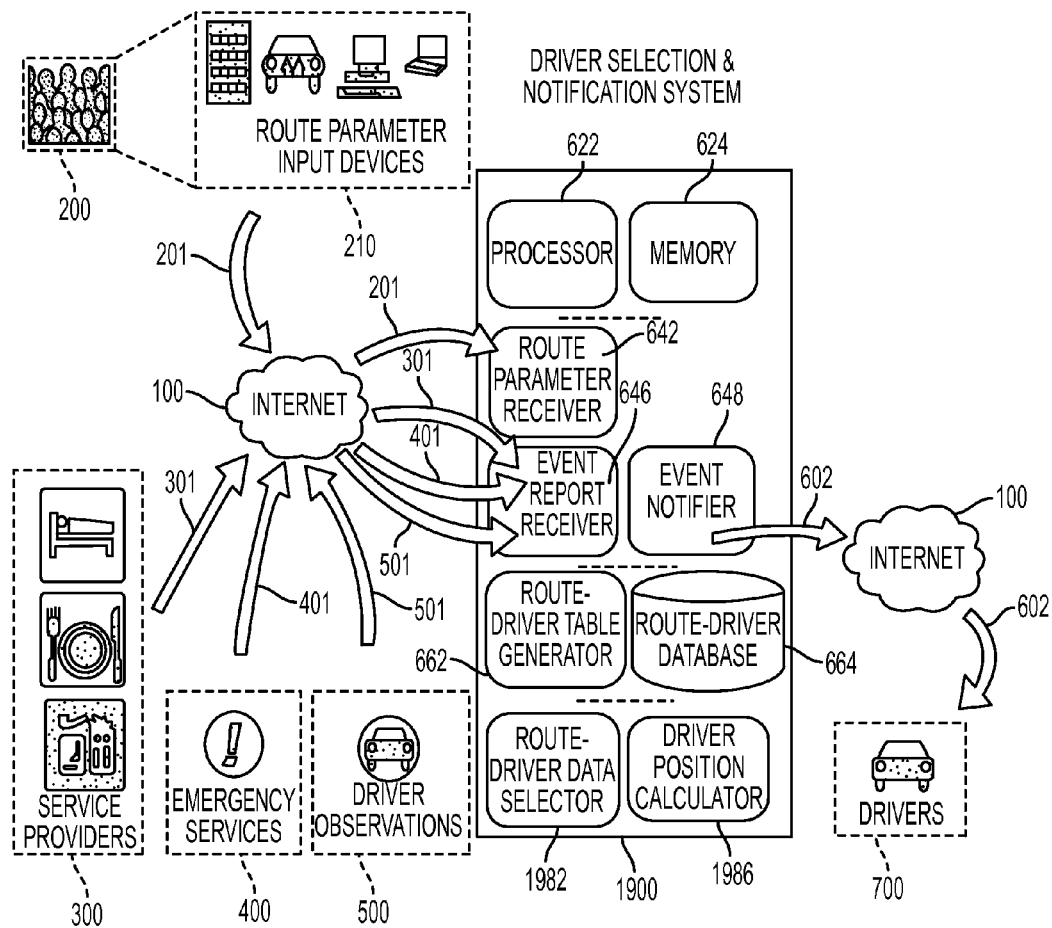 DRIVER SELECTION &
NOTIFICATION SYSTEM
ROUTE PARAMETER
INPUT DEVICES
200
210
622
624
PROCESSOR
MEMORY
201
201
642
ROUTE
PARAMETER
RECEIVER
301
646
648
100
INTERNET
401
EVENT
REPORT
RECEIVER
EVENT
NOTIFIER
602
100
INTERNET
301
501
401
501
602
ROUTE-
DRIVER TABLE
GENERATOR
ROUTE-DRIVER
DATABASE
662
664
ROUTE-
DRIVER DATA
SELECTOR
DRIVER
POSITION
CALCULATOR
!
SERVICE
PROVIDERS
EMERGENCY
SERVICES
DRIVER
OBSERVATIONS
DRIVERS
300
400
500
1982
1900
1986
700